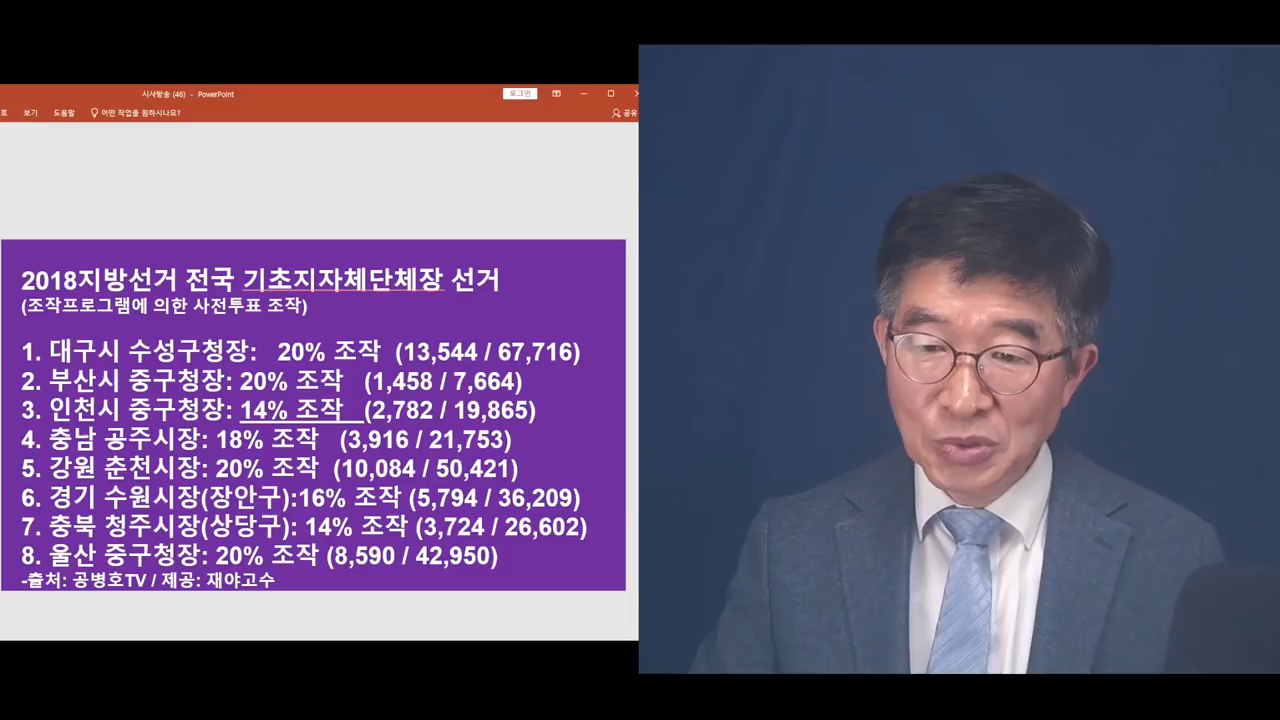 시사방송 (46) - PowerPoint
로그인
보기 도움말 어떤 작업을 원하시나요? 공유
2018지방선거 전국 기초지자체단체장 선거
(조작프로그램에 의한 사전투표 조작)
1. 대구시 수성구청장: 20% 조작 (13,544 / 67,716)
2. 부산시 중구청장: 20% 조작 (1,458 / 7,664)
3. 인천시 중구청장: 14% 조작 (2,782 / 19,865)
4. 충남 공주시장: 18% 조작 (3,916 / 21,753)
5. 강원 춘천시장: 20% 조작 (10,084 / 50,421)
6. 경기 수원시장(장안구):16% 조작 (5,794 / 36,209)
7. 충북 청주시장(상당구): 14% 조작 (3,724 / 26,602)
8. 울산 중구청장: 20% 조작 (8,590 / 42,950)
-출처: 공병호TV / 제공: 재야고수